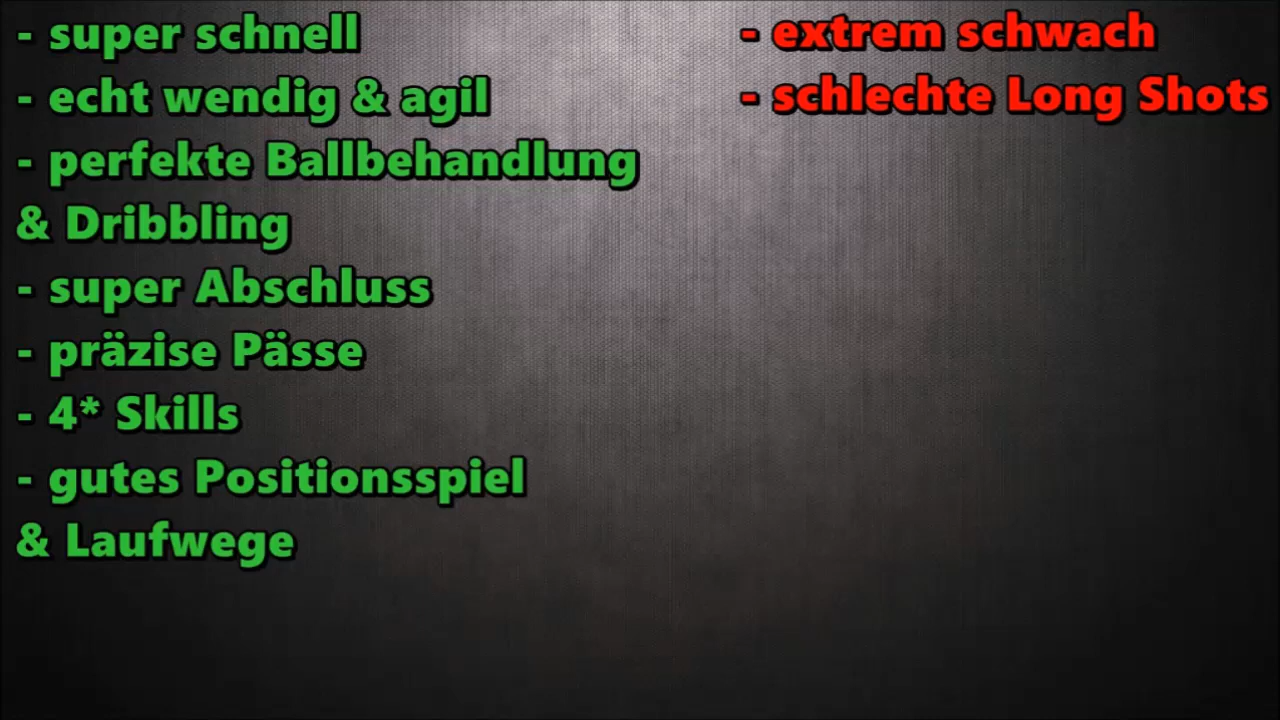 - super schnell
- echt wendig & agil
- perfekte Ballbehandlung
& Dribbling
- super Abschluss
- präzise Pässe
- 4* Skills
- gutes Positionsspiel
& Laufwege
- extrem schwach
- schlechte Long Shots